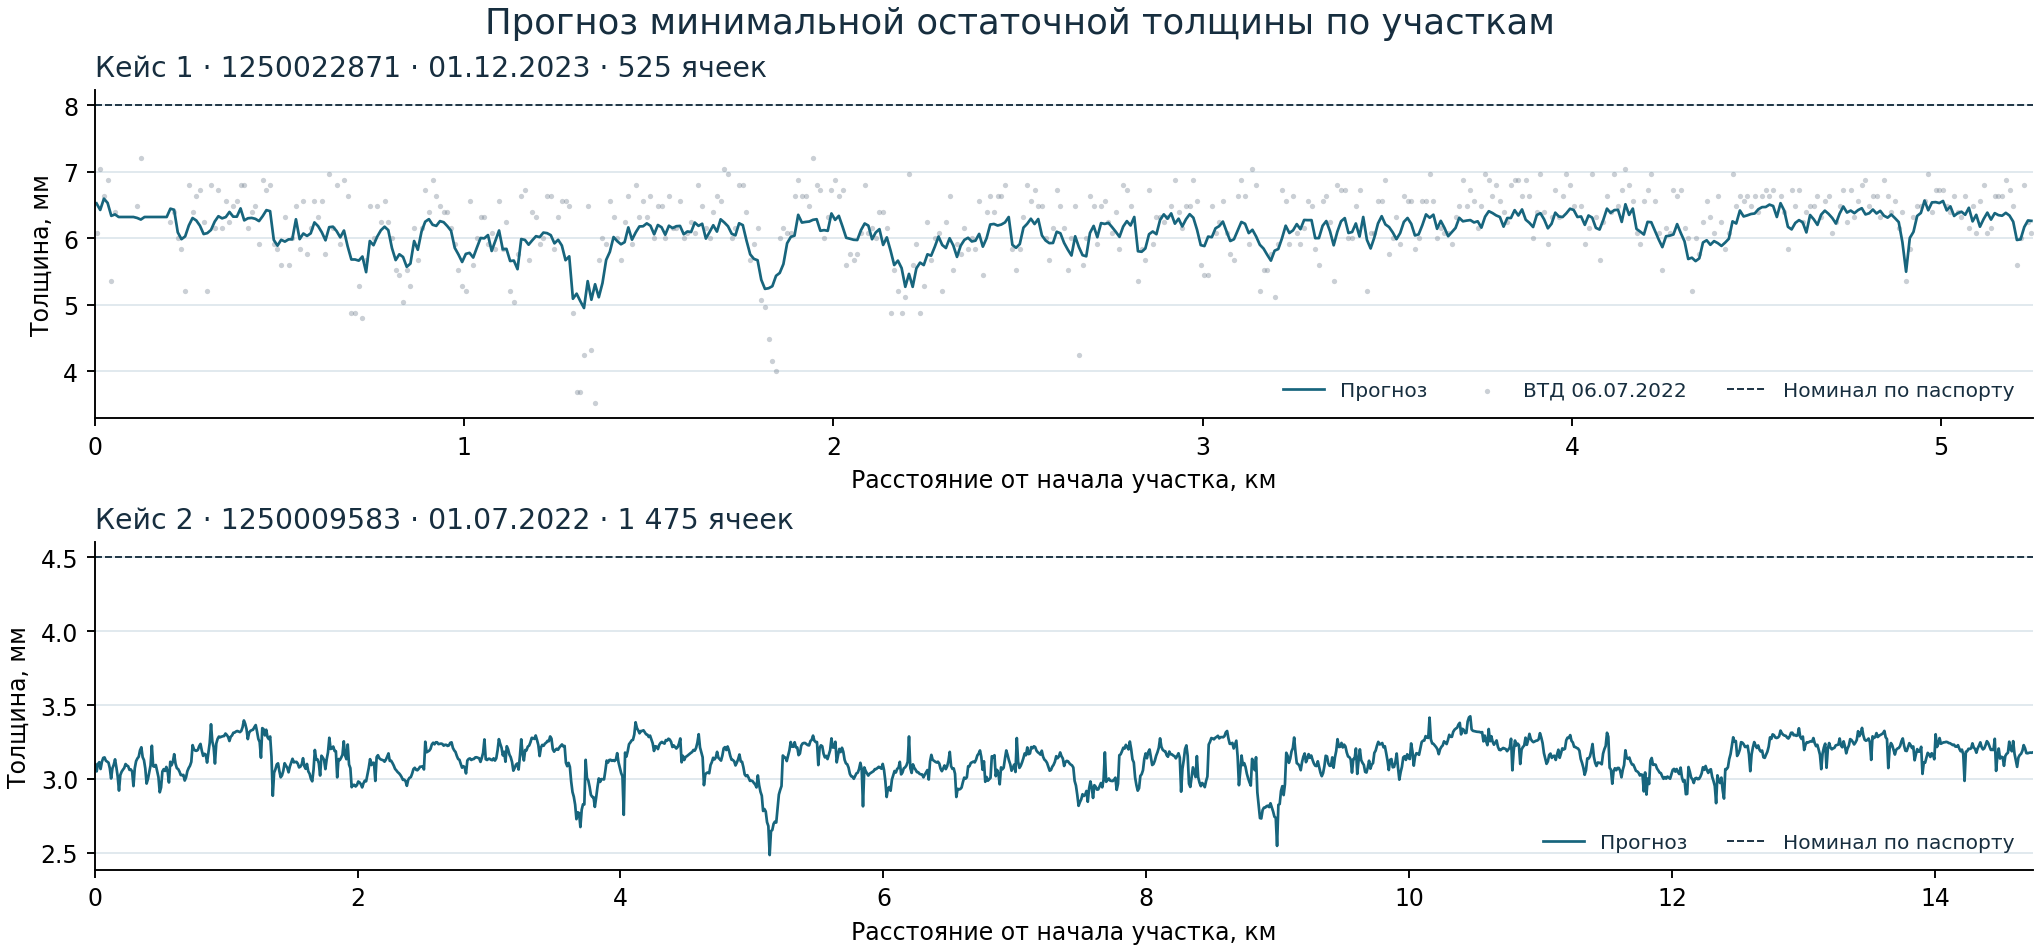 Прогноз минимальной остаточной толщины по участкам
Кейс 1 · 1250022871 · 01.12.2023 · 525 ячеек
Толщина, мм
8
7
6
5
4
Прогноз
ВТД 06.07.2022
Номинал по паспорту
0 1 2 3 4 5
Расстояние от начала участка, км
Кейс 2 · 1250009583 · 01.07.2022 · 1 475 ячеек
Толщина, мм
4.5
4.0
3.5
3.0
2.5
Прогноз
Номинал по паспорту
0 2 4 6 8 10 12 14
Расстояние от начала участка, км